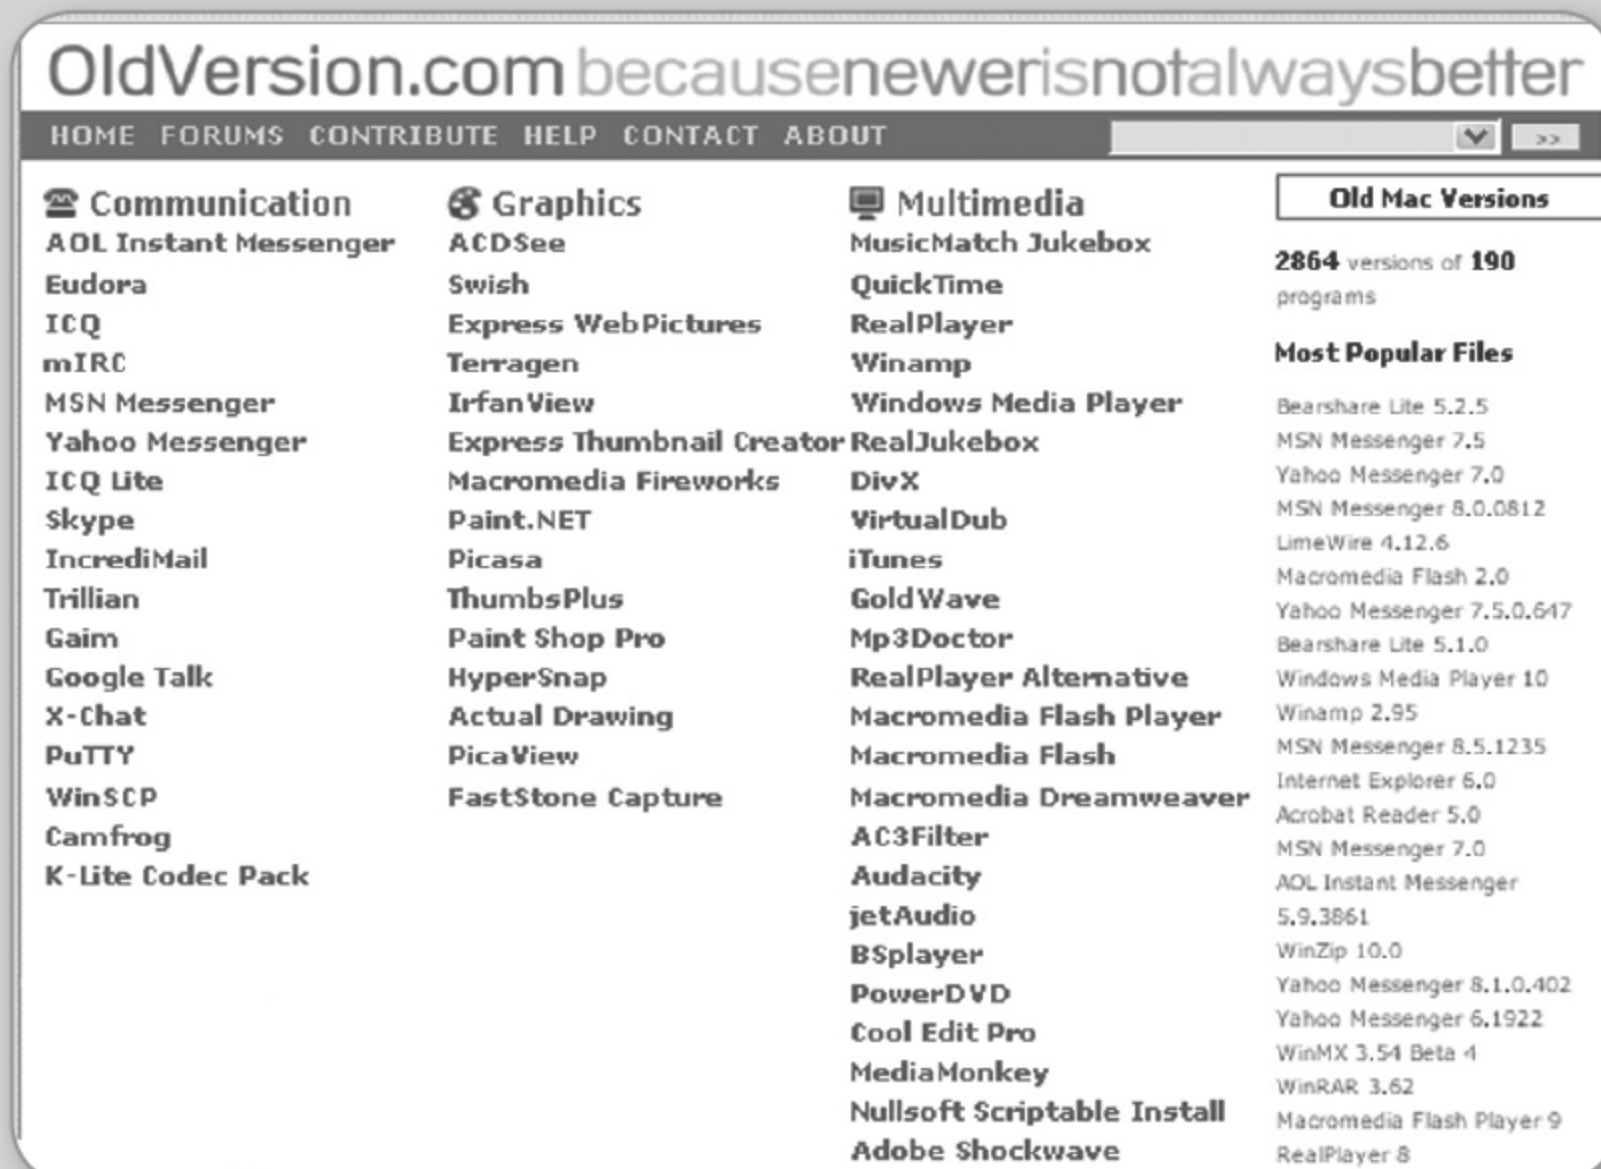 OldVersion.com becausenewerisnotalwaysbetter
HOME FORUMS CONTRIBUTE HELP CONTACT ABOUT
>>
Communication
AOL Instant Messenger
Eudora
ICQ
mIRC
MSN Messenger
Yahoo Messenger
ICQ Lite
Skype
IncrediMail
Trillian
Gaim
Google Talk
X-Chat
PuTTY
WinSCP
Camfrog
K-Lite Codec Pack
Graphics
ACDSee
Swish
Express WebPictures
Terragen
IrfanView
Express Thumbnail Creator
Macromedia Fireworks
Paint.NET
Picasa
ThumbsPlus
Paint Shop Pro
HyperSnap
Actual Drawing
PicaView
FastStone Capture
Multimedia
MusicMatch Jukebox
QuickTime
RealPlayer
Winamp
Windows Media Player
RealJukebox
DivX
VirtualDub
iTunes
GoldWave
Mp3Doctor
RealPlayer Alternative
Macromedia Flash Player
Macromedia Flash
Macromedia Dreamweaver
AC3Filter
Audacity
jetAudio
BSplayer
PowerDVD
Cool Edit Pro
MediaMonkey
Nullsoft Scriptable Install
Adobe Shockwave
Old Mac Versions
2864 versions of 190
programs
Most Popular Files
Bearshare Lite 5.2.5
MSN Messenger 7.5
Yahoo Messenger 7.0
MSN Messenger 8.0.0812
LimeWire 4.12.6
Macromedia Flash 2.0
Yahoo Messenger 7.5.0.647
Bearshare Lite 5.1.0
Windows Media Player 10
Winamp 2.95
MSN Messenger 8.5.1235
Internet Explorer 6.0
Acrobat Reader 5.0
MSN Messenger 7.0
AOL Instant Messenger
5.9.3861
WinZip 10.0
Yahoo Messenger 8.1.0.402
Yahoo Messenger 6.1922
WinMX 3.54 Beta 4
WinRAR 3.62
Macromedia Flash Player 9
RealPlayer 8